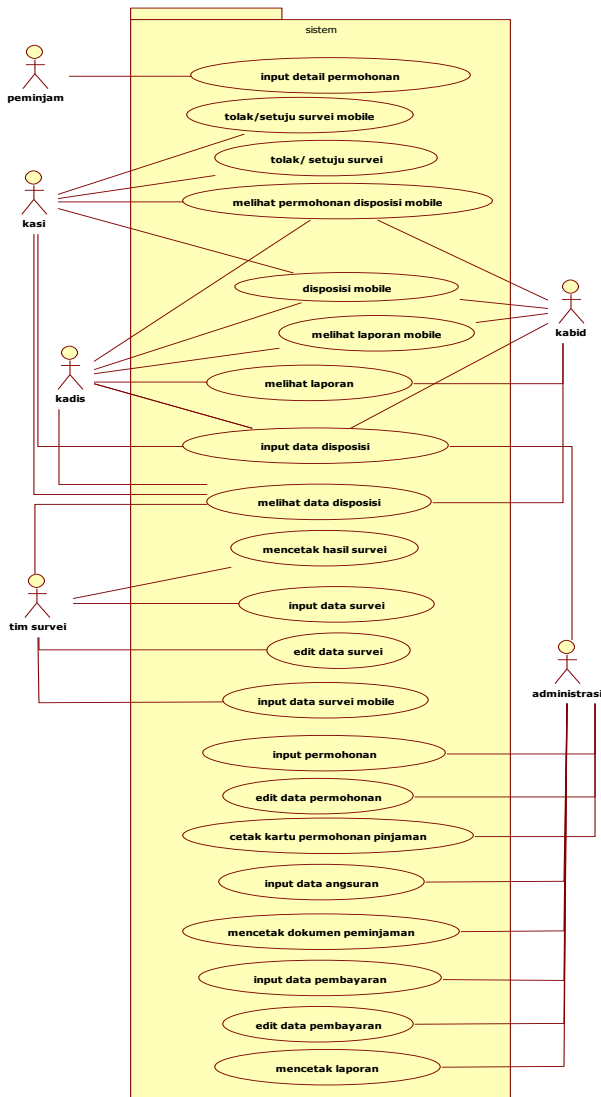 sistem
input detail permohonan
peminjam
tolak/setuju survei mobile
tolak/ setuju survei
melihat permohonan disposisi mobile
kasi
disposisi mobile
melihat laporan mobile
kabid
melihat laporan
kadis
input data disposisi
melihat data disposisi
mencetak hasil survei
input data survei
tim survei
edit data survei
administrasi
input data survei mobile
input permohonan
edit data permohonan
cetak kartu permohonan pinjaman
input data angsuran
mencetak dokumen peminjaman
input data pembayaran
edit data pembayaran
mencetak laporan